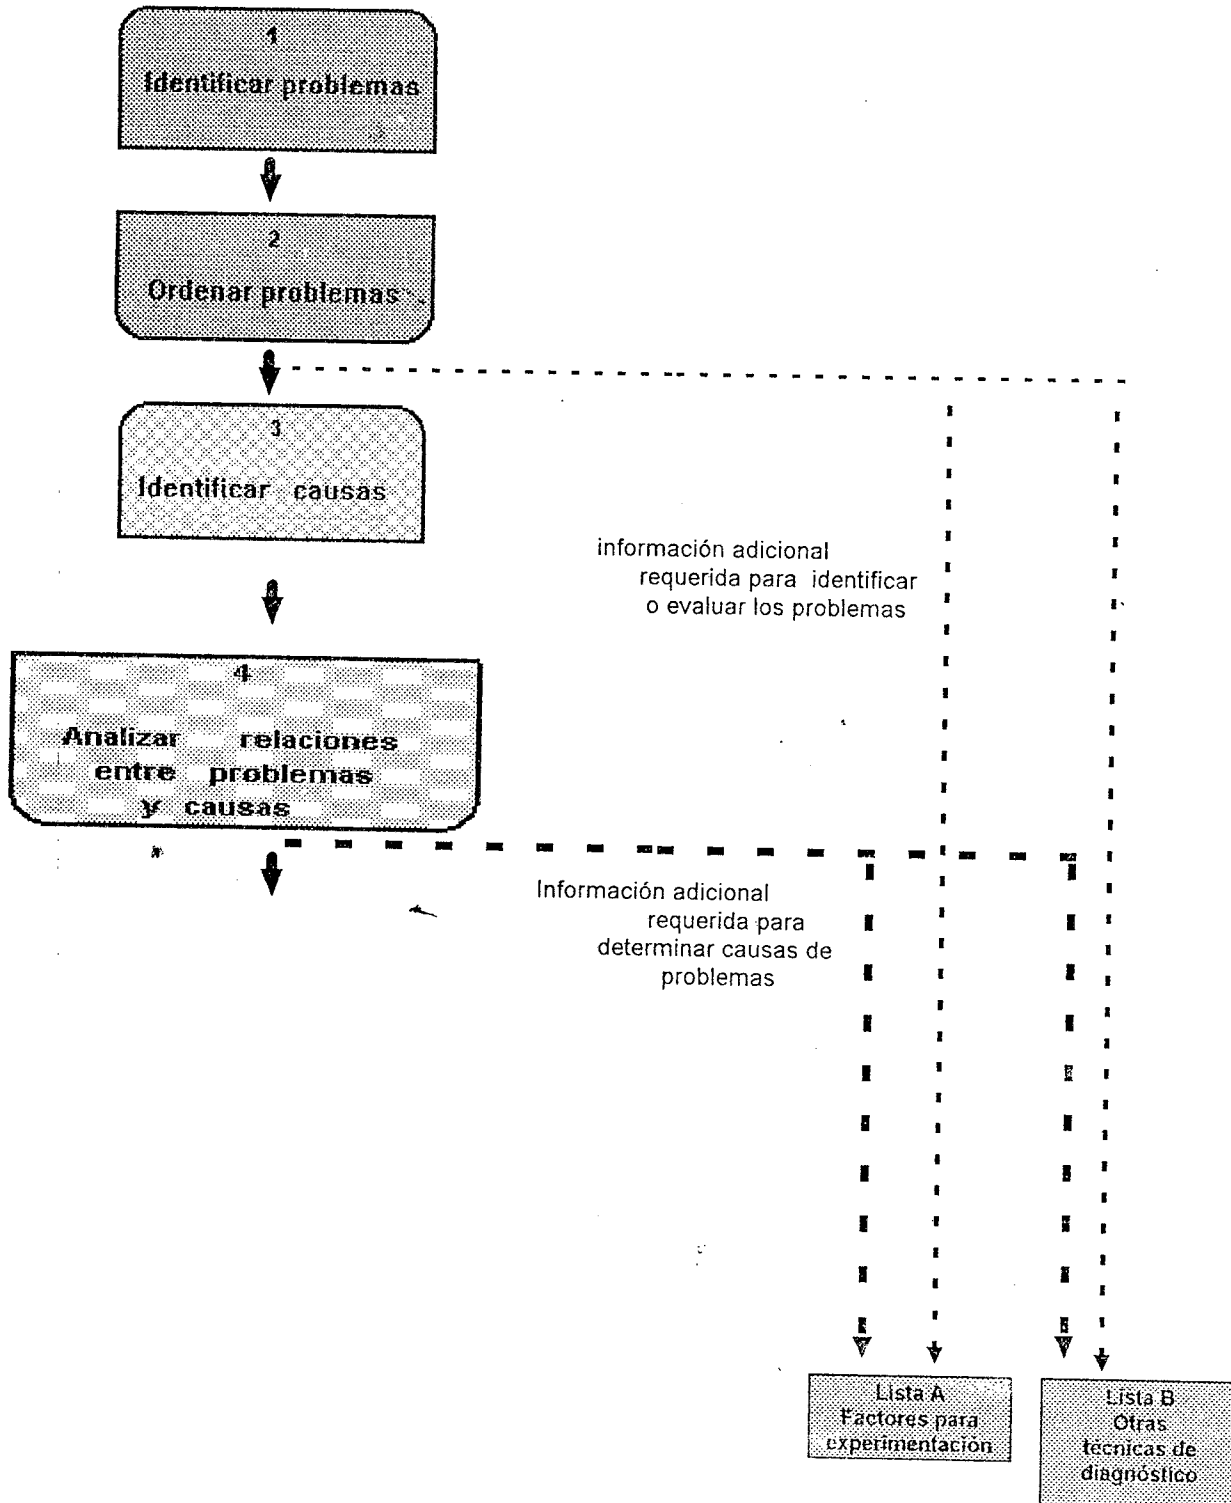 1
Identificar problemas
2
Ordenar problemas
3
Identificar causas
información adicional
requerida para identificar
o evaluar los problemas
4
Analizar relaciones
entre problemas
y causas
Información adicional
requerida para
determinar causas de
problemas
Lista A
Factores para
experimentación
Lista B
Otras
técnicas de
diagnóstico